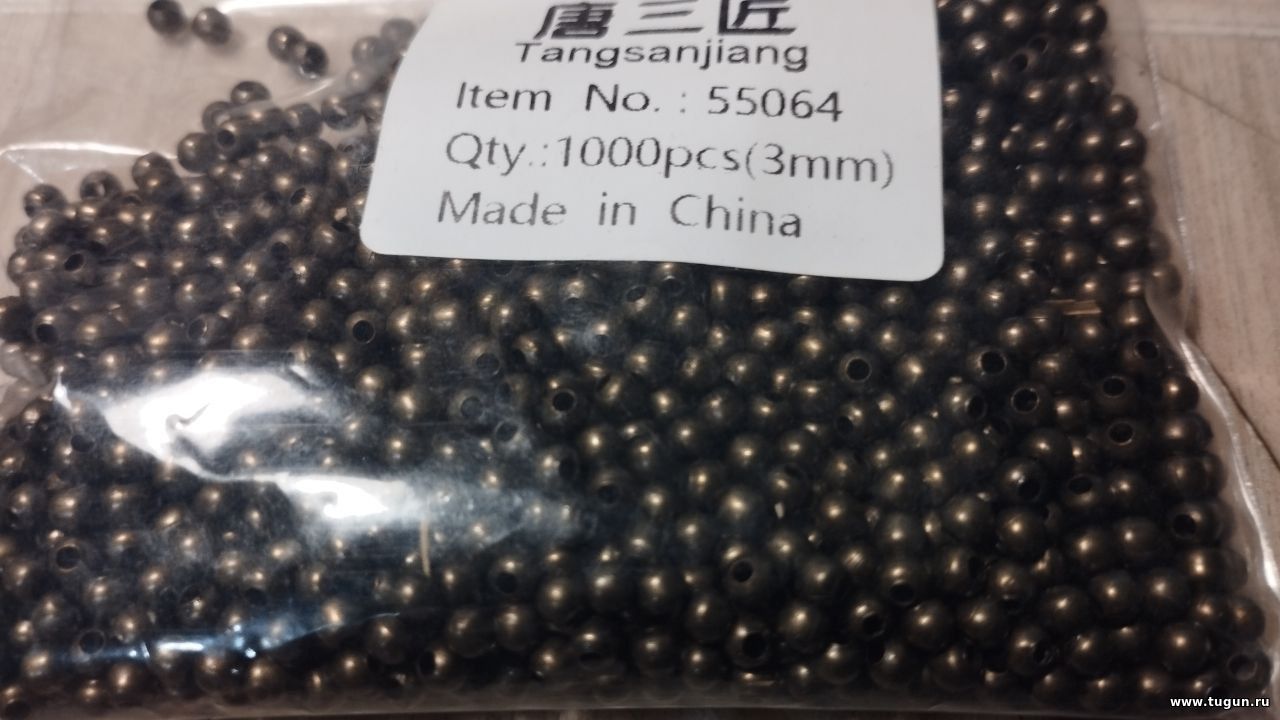 唐三匠
Tangsanjiang
Item No.: 55064
Qty.:1000pcs(3mm)
Made in China
www.tugun.ru